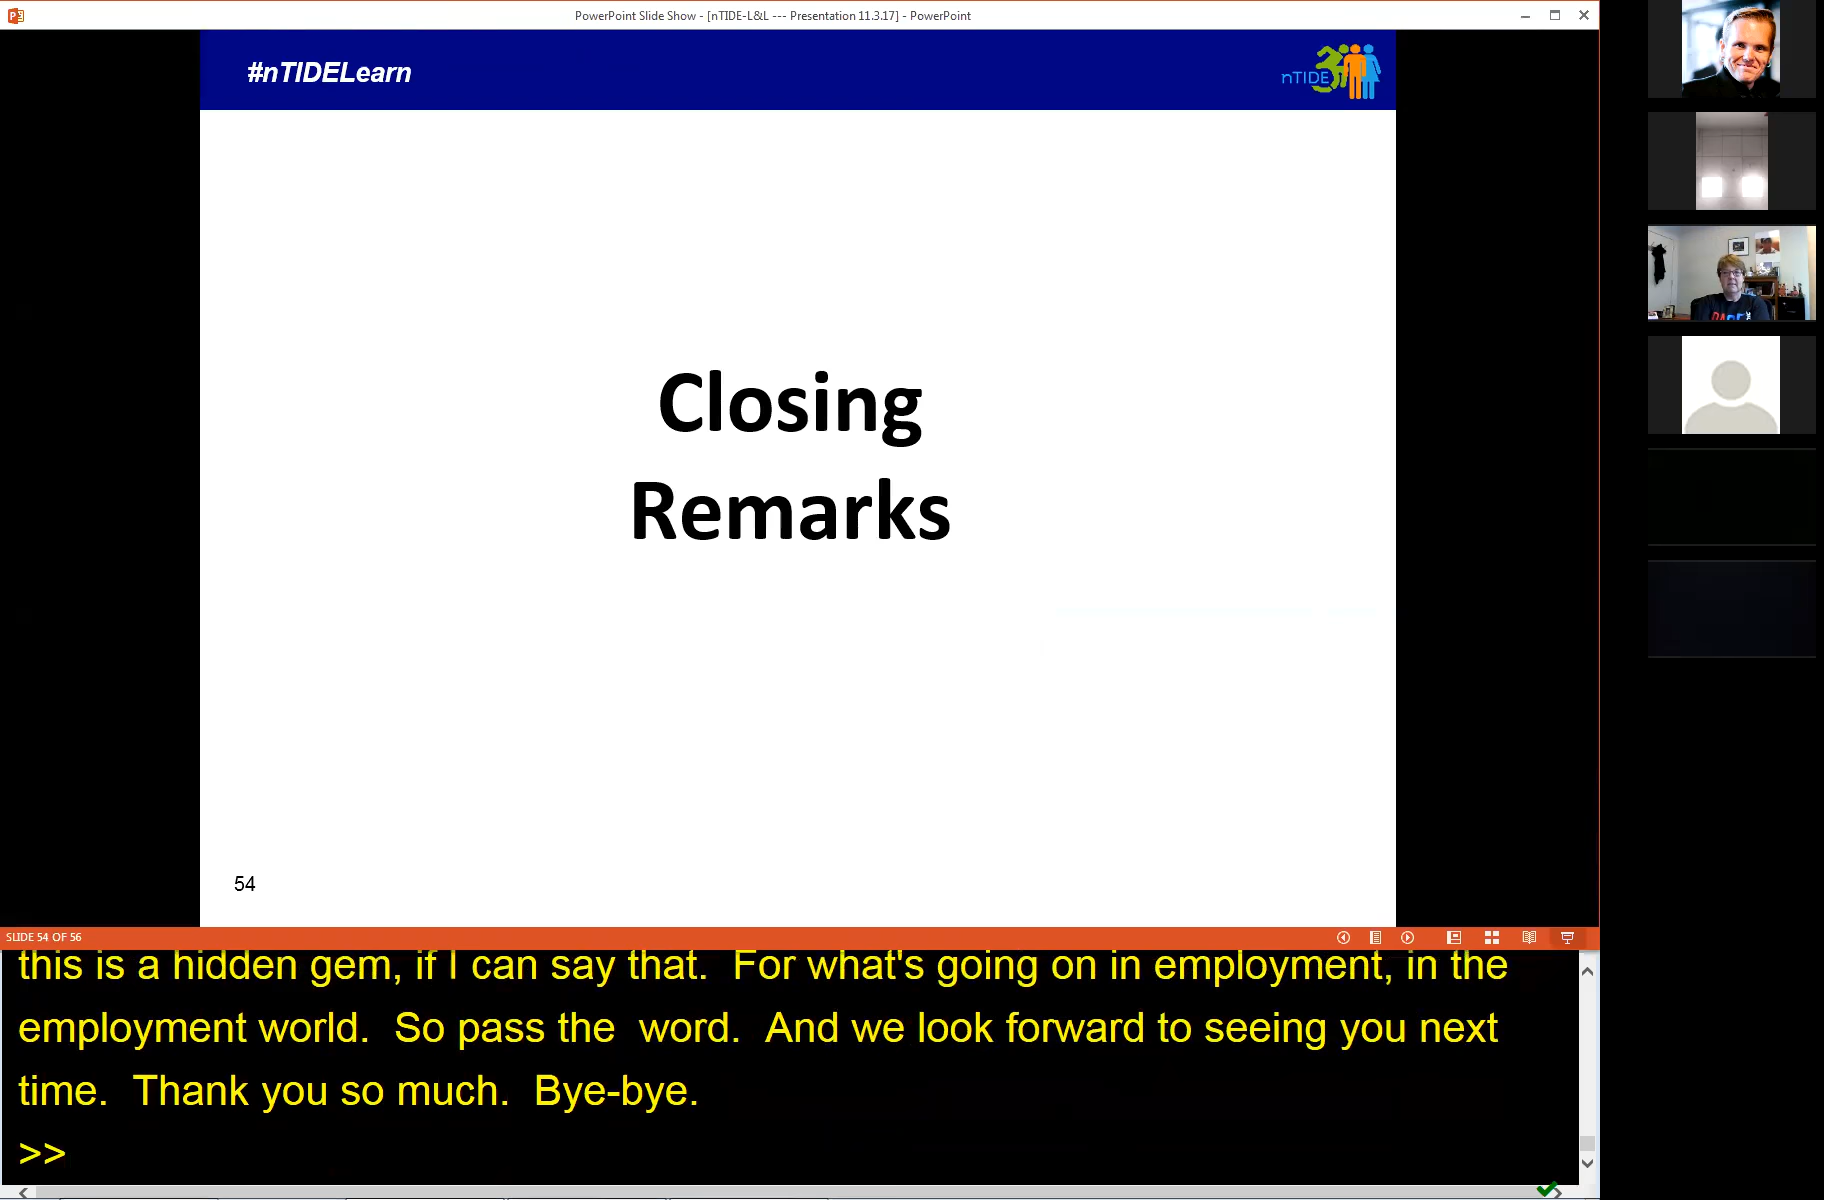 PowerPoint Slide Show - [nTIDE-L&L --- Presentation 11.3.17] - PowerPoint
#nTIDELearn
nTIDE
Closing
Remarks
54
SLIDE 54 OF 56
this is a hidden gem, if I can say that.  For what's going on in employment, in the
employment world.  So pass the  word.  And we look forward to seeing you next
time.  Thank you so much.  Bye-bye.
>>